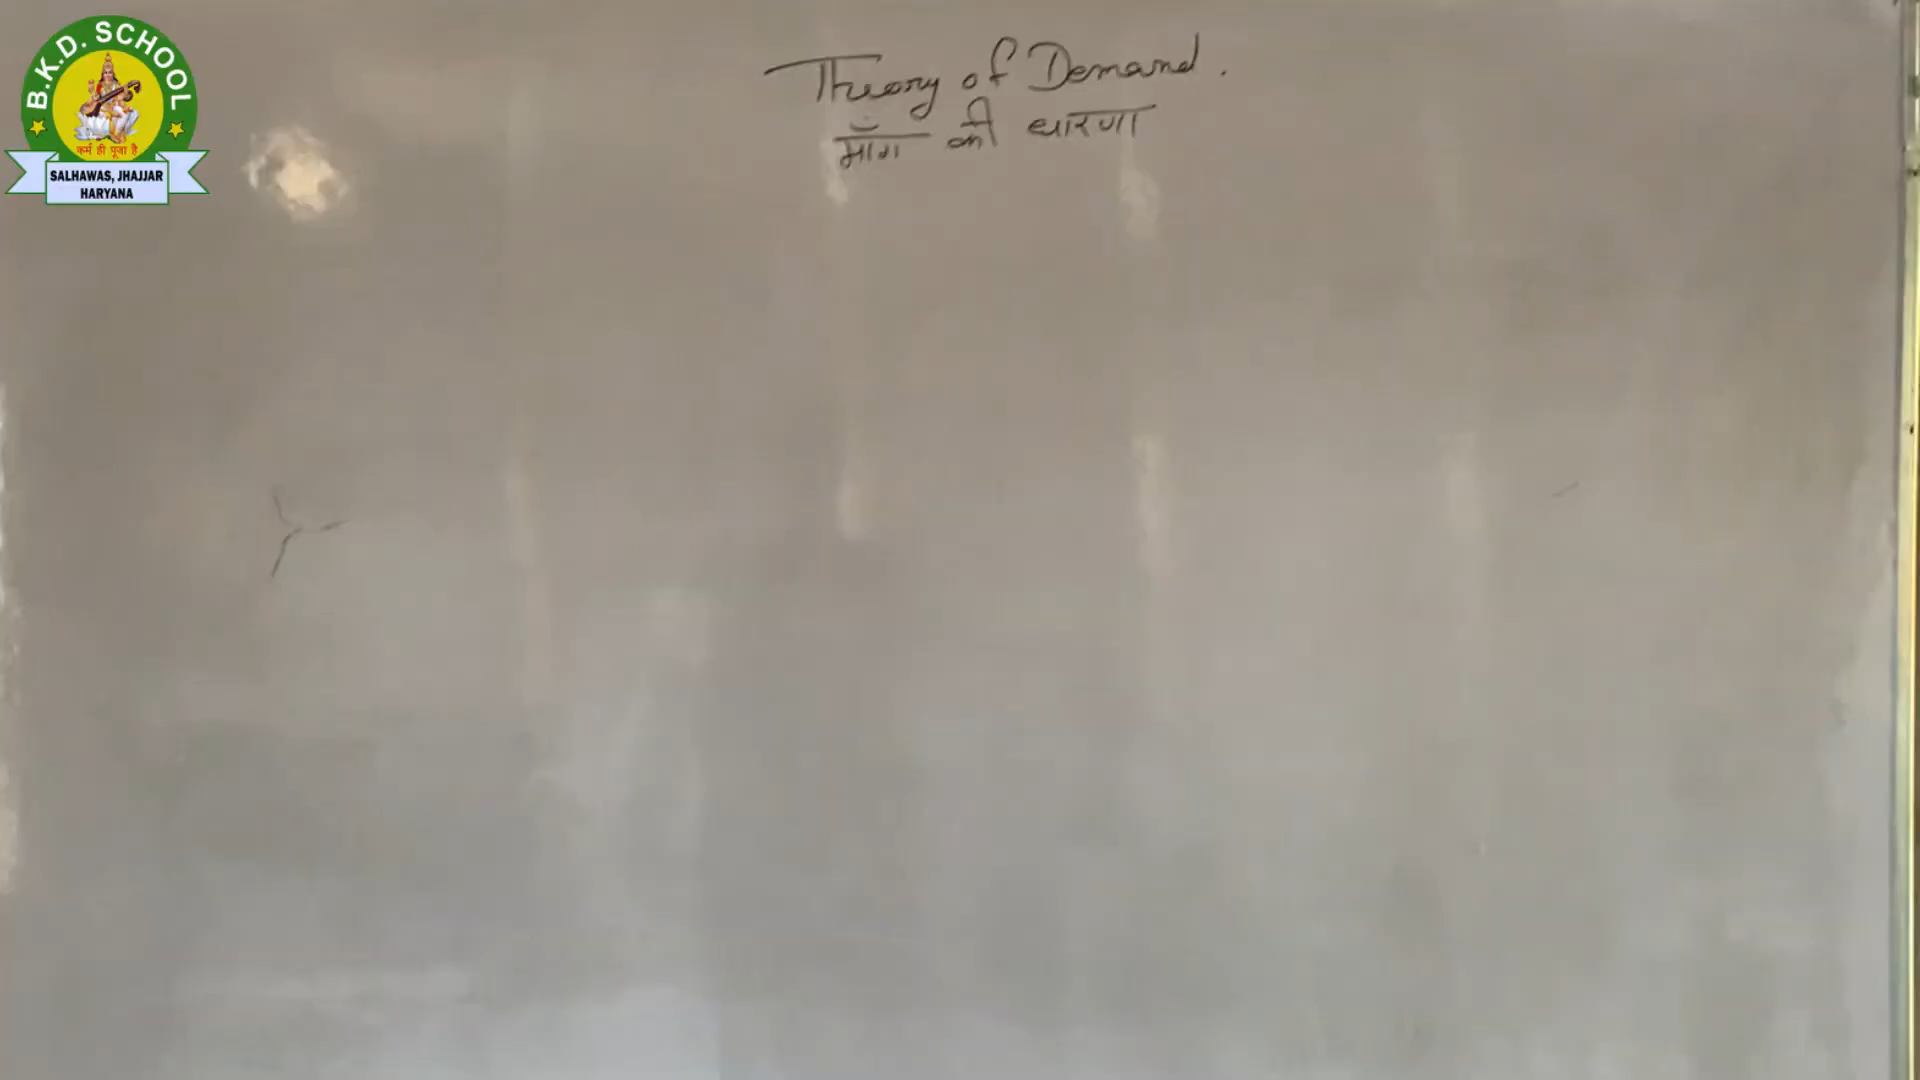 B.K.D. SCHOOL
कर्म ही पूजा है
SALHAWAS, JHAJJAR
HARYANA
Theory of Demand.
माँग की धारणा